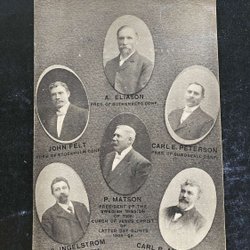 A. ELIASON
PRES. OF GOTHENBERG CONF.
JOHN FELT
PRES. OF STOCKHOLM CONF.
CARL E. PETERSON
PRES. OF SUNDSVALL CONF.
P. MATSON
PRESIDENT OF THE
SWEDISH MISSION
OF THE
CHURCH OF JESUS CHRIST
OF
LATTER DAY SAINTS
INGELSTROM
CARL E.